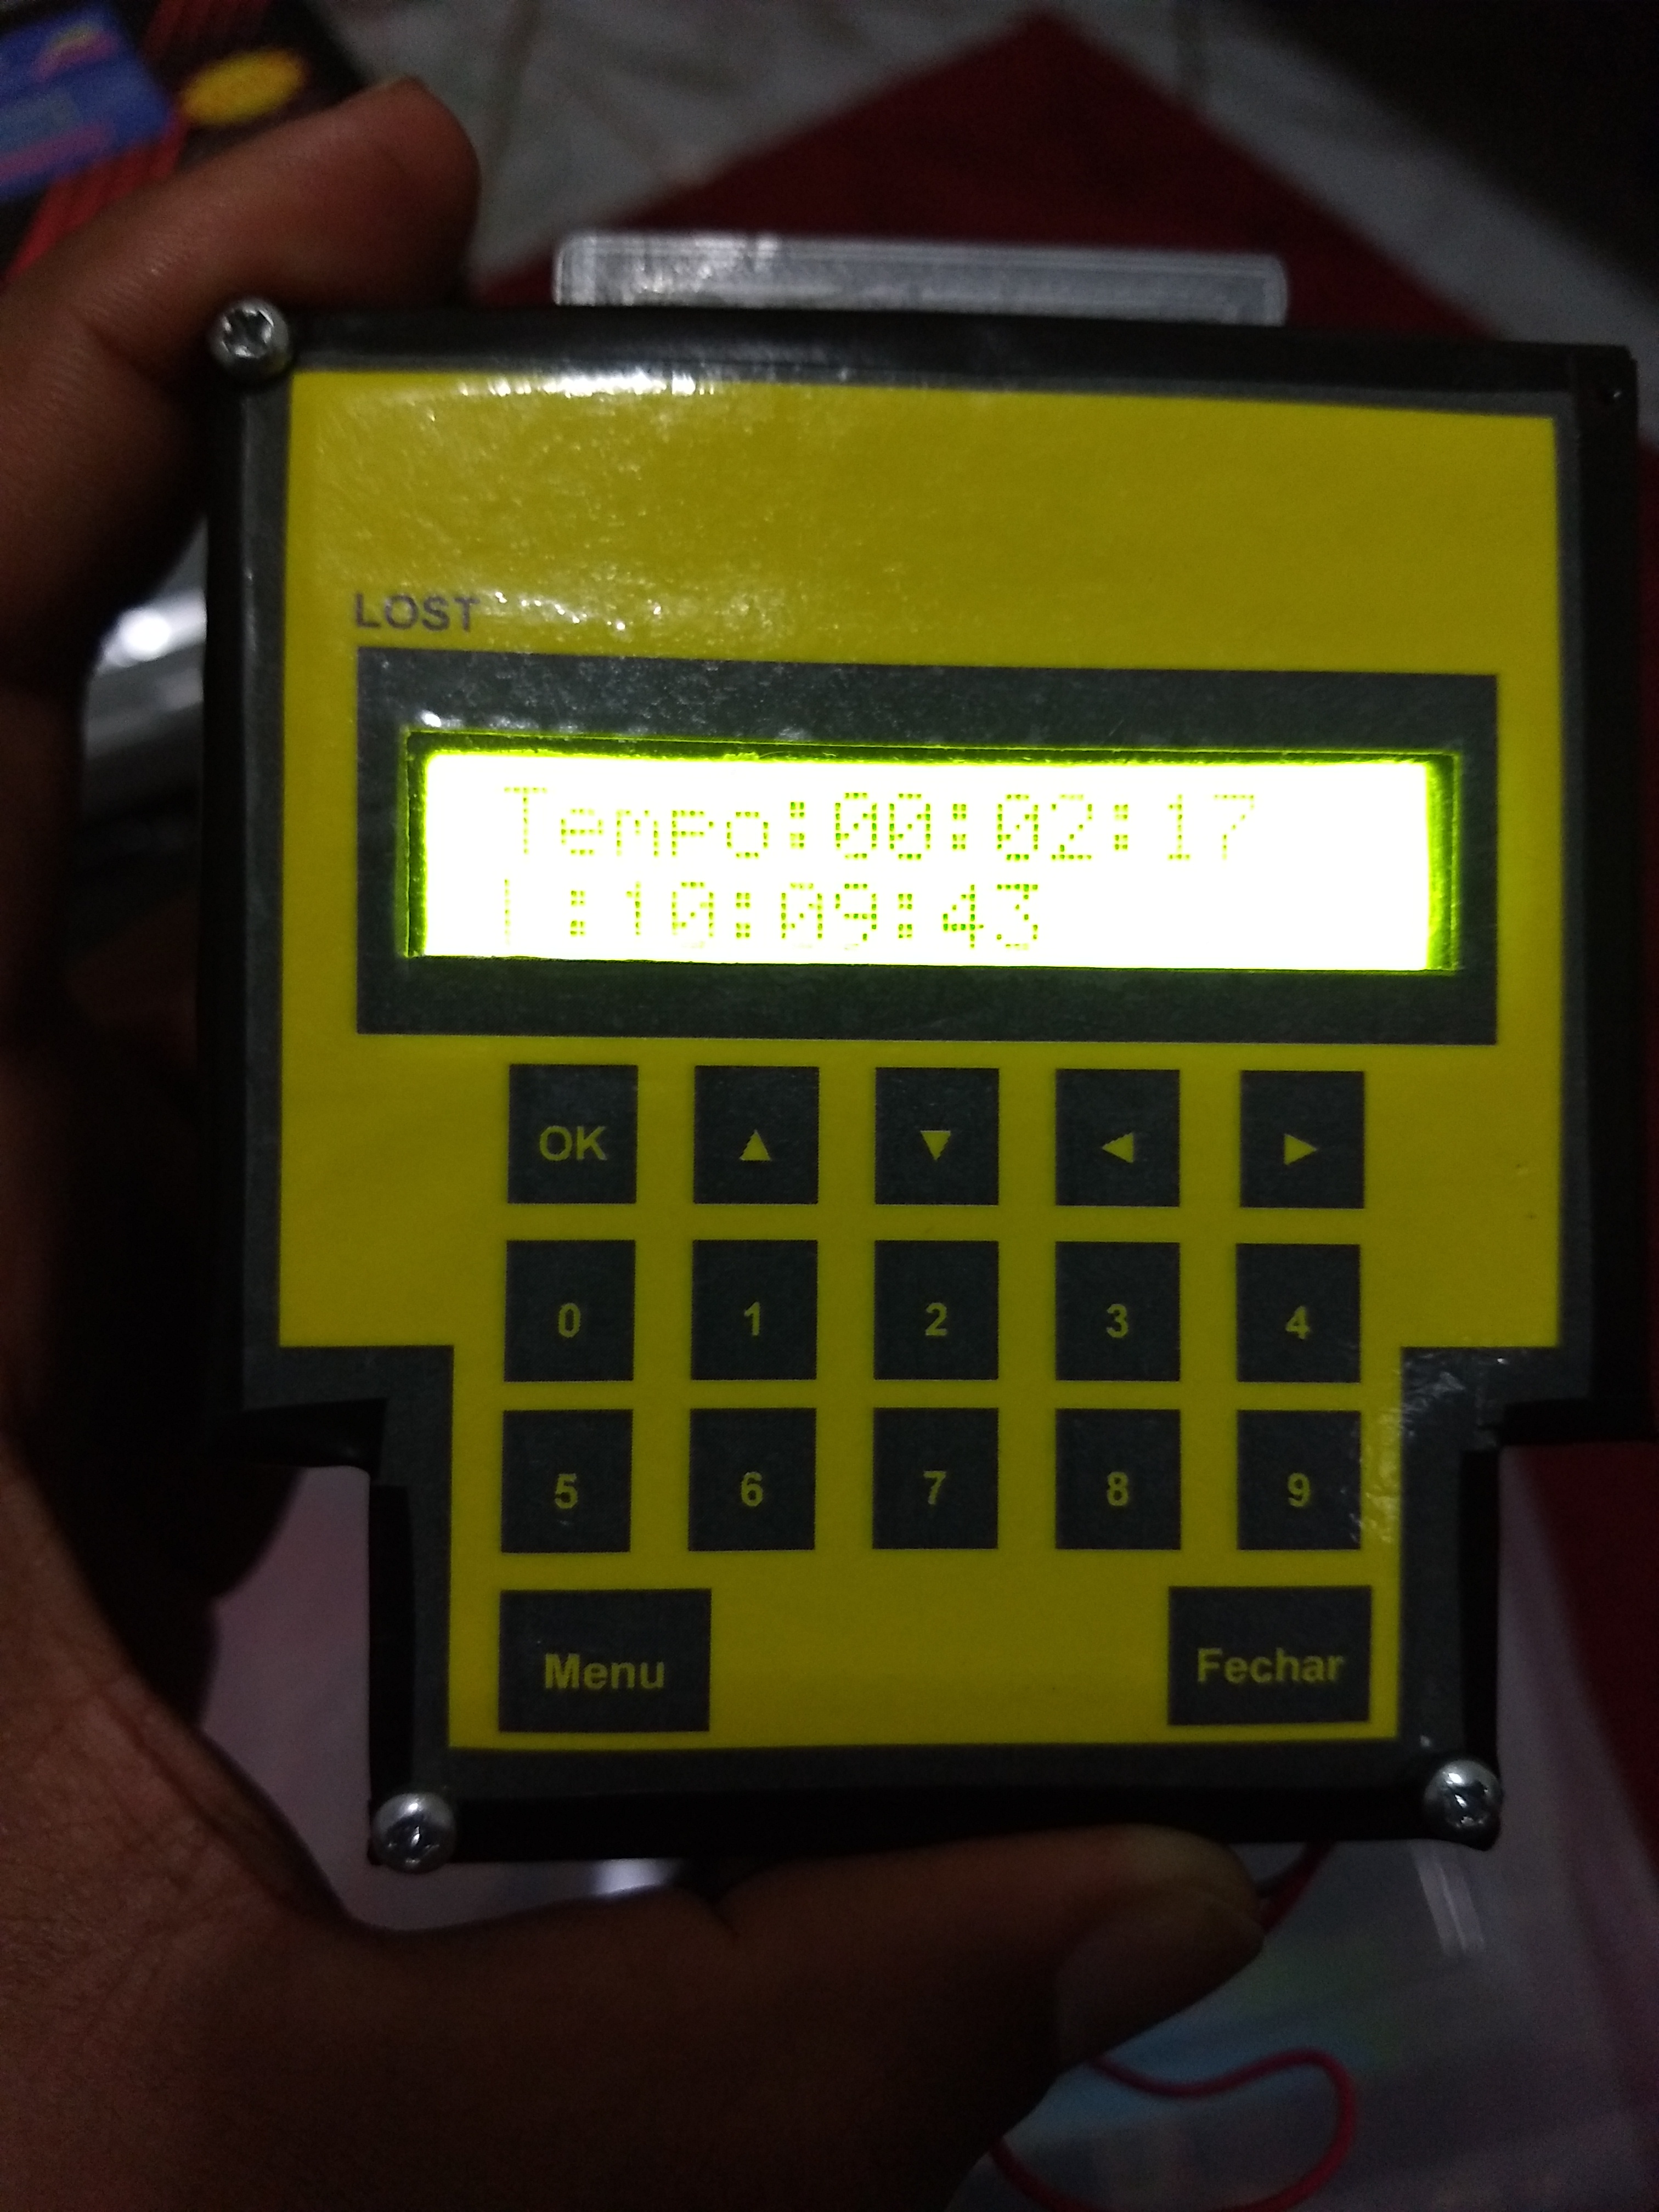 LOST
Tempo:00:02:17
| :10:09:43
OK ▲ ▼ ◀ ▶
0 1 2 3 4
5 6 7 8 9
Menu Fechar